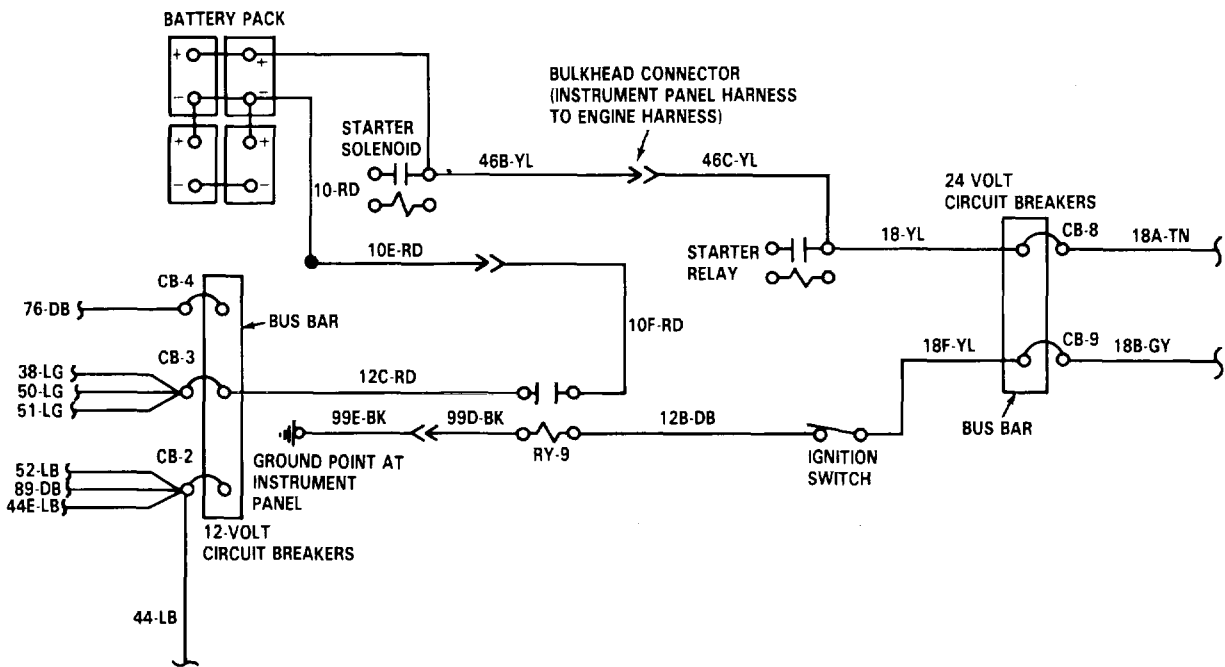 BATTERY PACK
+
+
−
−
+
+
−
−
BULKHEAD CONNECTOR
(INSTRUMENT PANEL HARNESS
TO ENGINE HARNESS)
STARTER
SOLENOID
46B-YL
46C-YL
10-RD
24 VOLT
CIRCUIT BREAKERS
CB-8
18-YL
18A-TN
STARTER
RELAY
10E-RD
CB-4
76-DB
BUS BAR
10F-RD
CB-3
38-LG
50-LG
51-LG
12C-RD
18F-YL
CB-9
18B-GY
BUS BAR
99E-BK
99D-BK
12B-DB
RY-9
IGNITION
SWITCH
GROUND POINT AT
INSTRUMENT
PANEL
CB-2
52-LB
89-DB
44E-LB
12-VOLT
CIRCUIT BREAKERS
44-LB